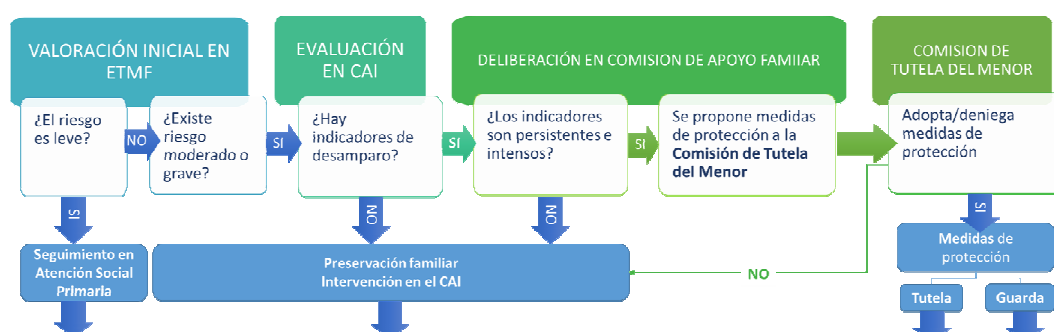 VALORACIÓN INICIAL EN
ETMF
EVALUACIÓN
EN CAI
DELIBERACIÓN EN COMISION DE APOYO FAMIIAR
COMISION DE
TUTELA DEL MENOR
¿El riesgo
es leve?
NO
¿Existe
riesgo
moderado o
grave?
SI
¿Hay
indicadores de
desamparo?
SI
¿Los indicadores
son persistentes e
intensos?
SI
Se propone medidas
de protección a la
Comisión de Tutela
del Menor
Adopta/deniega
medidas de
protección
SI
NO
NO
SI
Seguimiento en
Atención Social
Primaria
Preservación familiar
Intervención en el CAI
NO
Medidas de
protección
Tutela
Guarda